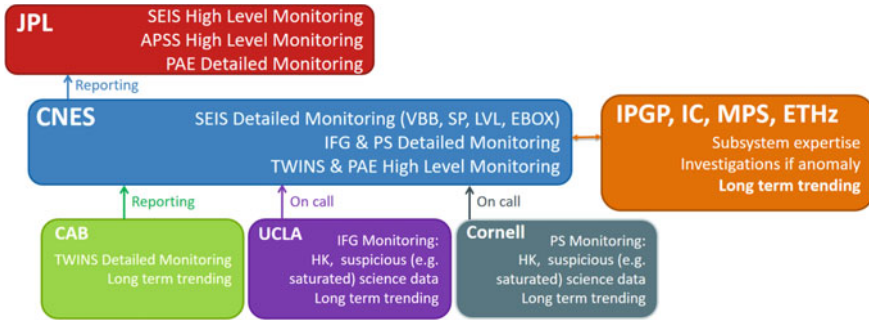 JPL
SEIS High Level Monitoring
APSS High Level Monitoring
PAE Detailed Monitoring
Reporting
CNES
SEIS Detailed Monitoring (VBB, SP, LVL, EBOX)
IFG & PS Detailed Monitoring
TWINS & PAE High Level Monitoring
IPGP, IC, MPS, ETHz
Subsystem expertise
Investigations if anomaly
Long term trending
Reporting
On call
On call
CAB
TWINS Detailed Monitoring
Long term trending
UCLA
IFG Monitoring:
HK, suspicious (e.g.
saturated) science data
Long term trending
Cornell
PS Monitoring:
HK, suspicious (e.g.
saturated) science data
Long term trending